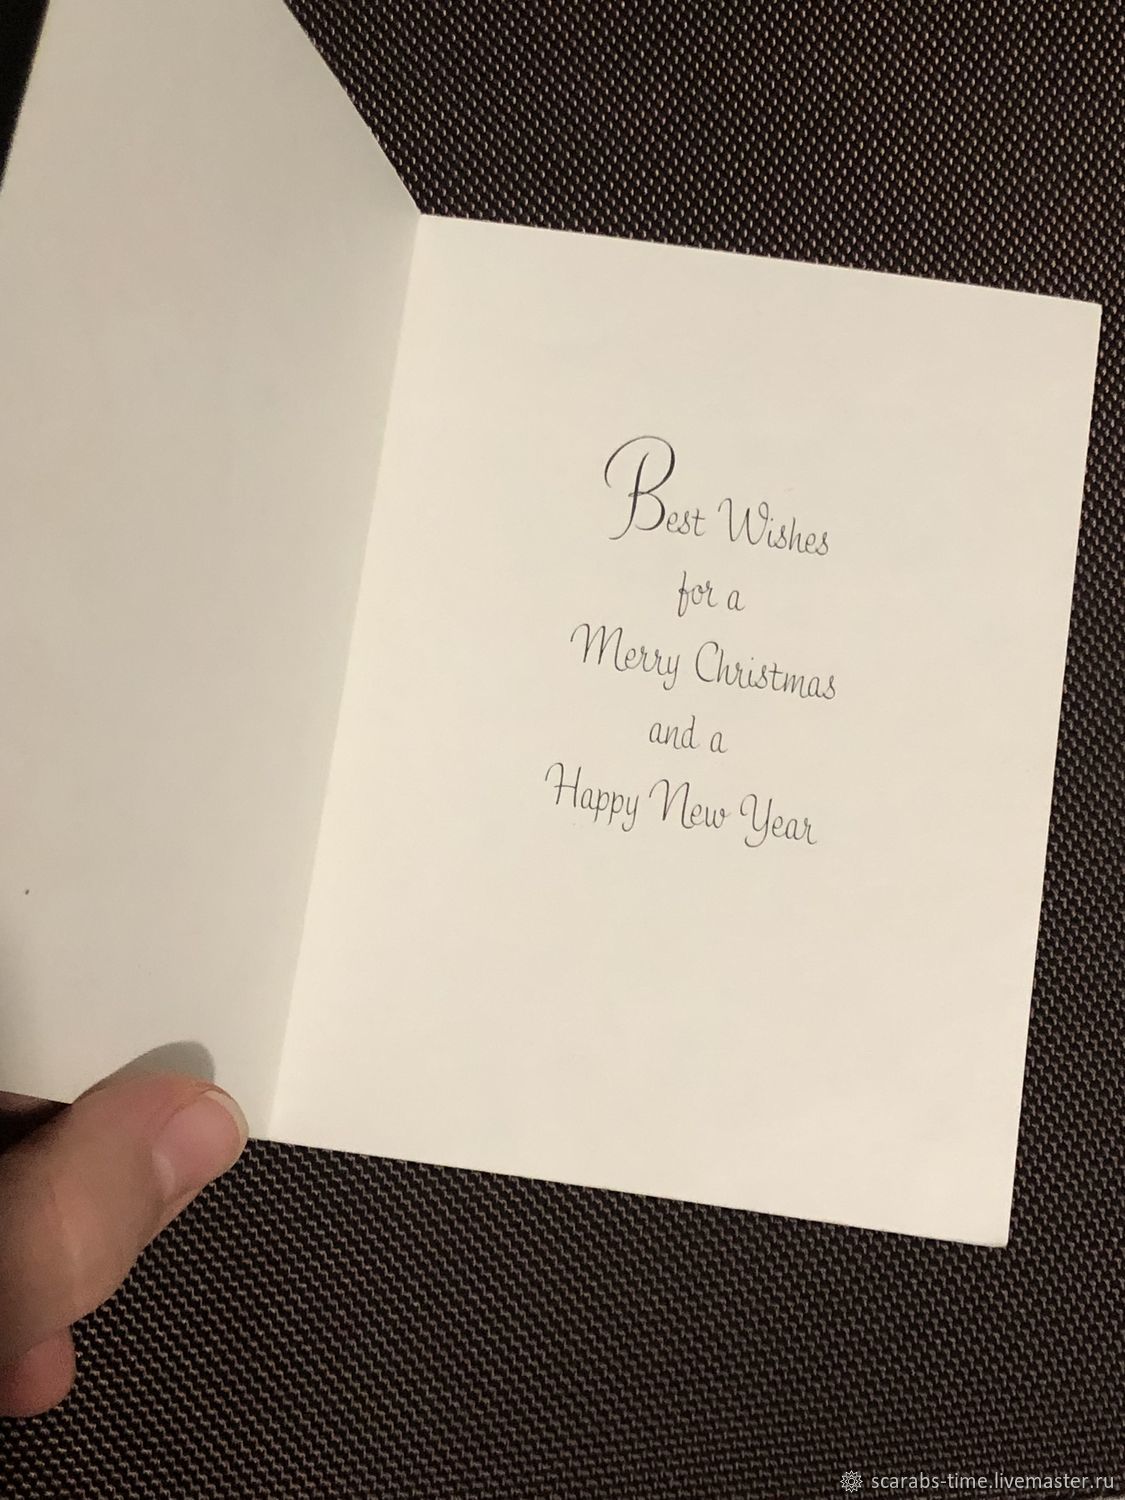 Best Wishes
for a
Merry Christmas
and a
Happy New Year
scarabs-time.livemaster.ru